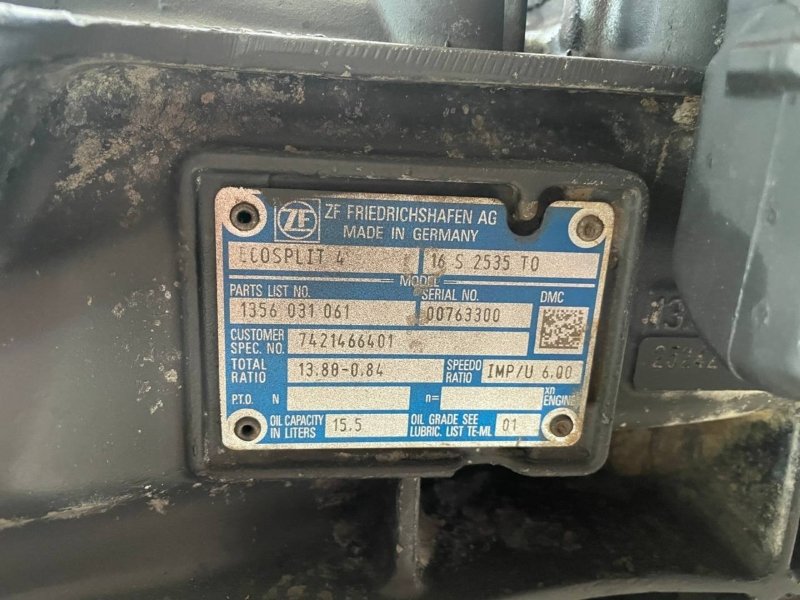 ZF
ZF FRIEDRICHSHAFEN AG
MADE IN GERMANY
ECOSPLIT 4 16 S 2535 TO
MODEL
PARTS LIST NO. SERIAL NO. DMC
1356 031 061 00763300
CUSTOMER SPEC. NO. 7421466401
TOTAL RATIO 13.80-0.84 SPEEDO RATIO IMP/U 6.00
P.T.O. N n= xn ENGINE
OIL CAPACITY IN LITERS 15.5 OIL GRADE SEE LUBRIC. LIST TE-ML 01